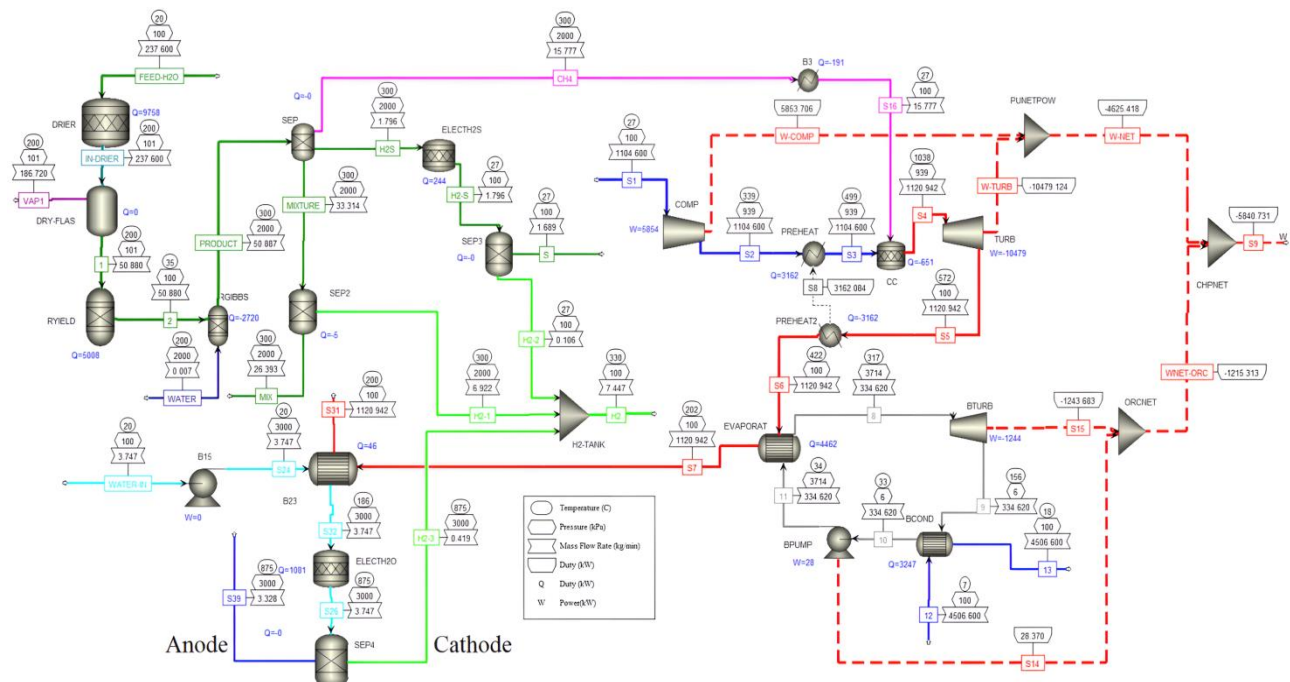 20
100
237 600
FEED-H2O
Q=9758
DRIER
200
101
237.600
IN-DRIER
200
101
186.720
VAP1
DRY-FLAS
Q=0
200
101
50.880
1
RYIELD
Q=5008
35
100
50.880
2
RGIBBS
Q=-2720
300
2000
50 887
PRODUCT
200
2000
0 007
WATER
300
2000
26 393
MIX
SEP
Q=-0
300
2000
15 777
CH4
300
2000
1.796
H2S
ELECTH2S
Q=244
300
2000
33 314
MIXTURE
27
100
1.796
H2-S
SEP3
Q=-0
27
100
1.689
S
SEP2
Q=-5
27
100
0 106
H2-2
300
2000
6 922
H2-1
330
100
7.447
H2
H2-TANK
B3
Q=-191
27
100
15.777
S16
5853 706
W-COMP
27
100
1104 600
S1
COMP
W=5854
339
939
1104 600
S2
PREHEAT
Q=3162
499
939
1104 600
S3
CC
Q=-651
1038
939
1120 942
S4
TURB
W=-10479
W-TURB
-10479 124
PUNETPOW
-4625.418
W-NET
CHPNET
-5840 731
S9
W
S8
3162 084
PREHEAT2
Q=-3162
572
100
1120.942
S5
422
100
1120 942
S6
317
3714
334 620
8
EVAPORAT
Q=4462
202
100
1120.942
S7
BTURB
W=-1244
-1243 683
S15
ORCNET
WNET-ORC
-1215 313
34
3714
334 620
11
33
6
334 620
10
156
6
334 620
9
BCOND
Q=3247
BPUMP
W=28
18
100
4506 600
13
7
100
4506 600
12
28.370
S14
200
100
1120 942
S31
20
100
3.747
WATER-IN
B15
W=0
20
3000
3 747
S24
B23
Q=46
186
3000
3.747
S32
ELECTH2O
Q=1081
875
3000
3.747
S26
875
3000
3.328
S39
Q=-0
SEP4
875
3000
0.419
H2-3
Anode
Cathode
Temperature (C)
Pressure (kPa)
Mass Flow Rate (kg/min)
Duty (kW)
Q Duty (kW)
W Power(kW)